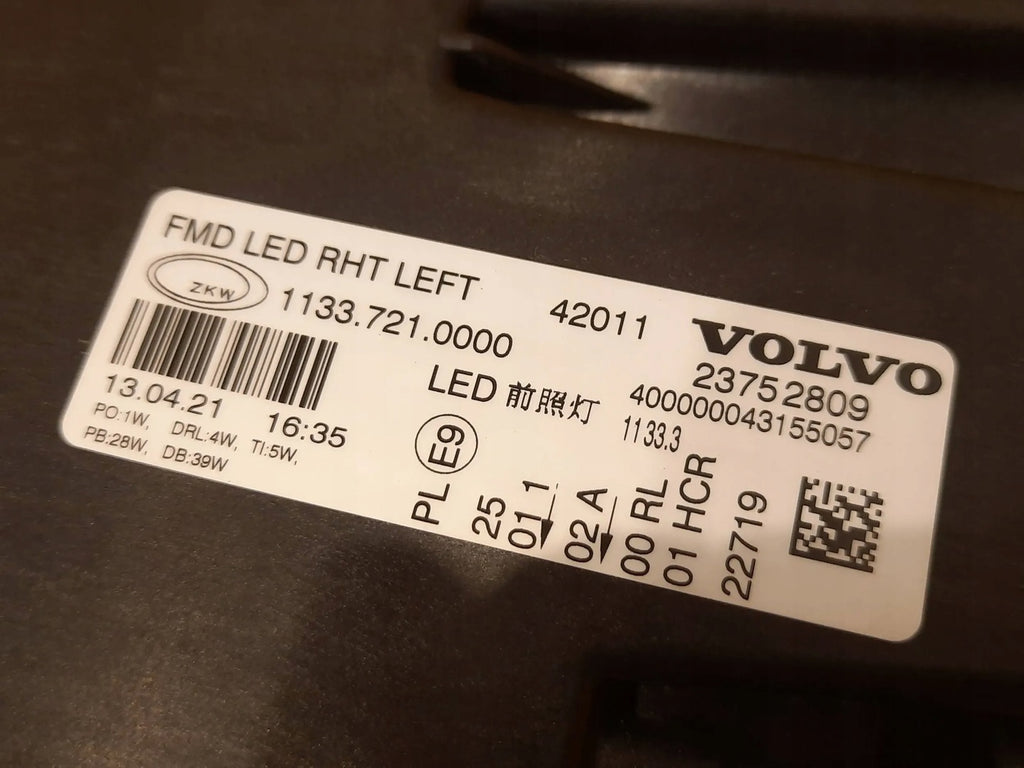 FMD LED RHT LEFT
ZKW
1133.721.0000
42011
VOLVO
23752809
40000043155057
LED 前照灯
1133.3
13.04.21 16:35
PO:1W, DRL:4W, TI:5W,
PB:28W, DB:39W
E9
PL
25
01 1
02 A
00 RL
01 HCR
22719